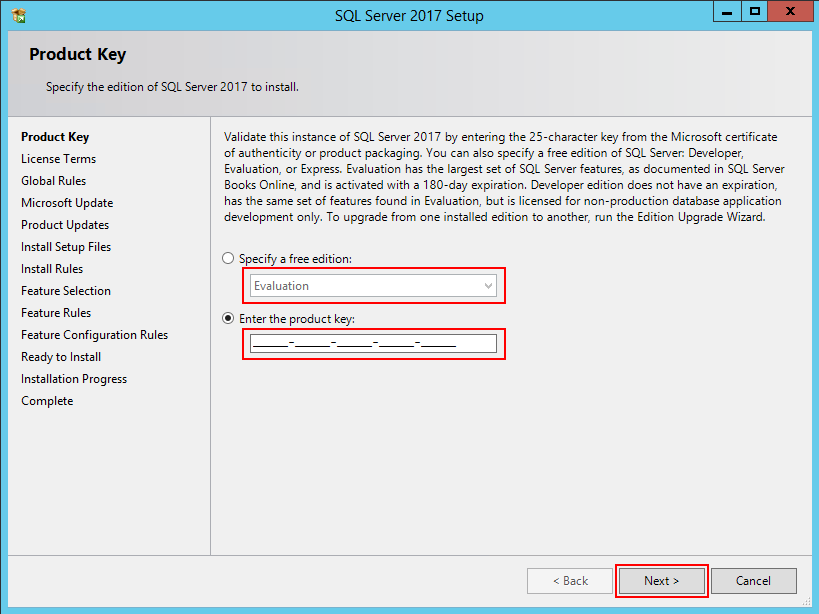 SQL Server 2017 Setup
Product Key
Specify the edition of SQL Server 2017 to install.
Product Key
License Terms
Global Rules
Microsoft Update
Product Updates
Install Setup Files
Install Rules
Feature Selection
Feature Rules
Feature Configuration Rules
Ready to Install
Installation Progress
Complete
Validate this instance of SQL Server 2017 by entering the 25-character key from the Microsoft certificate
of authenticity or product packaging. You can also specify a free edition of SQL Server: Developer,
Evaluation, or Express. Evaluation has the largest set of SQL Server features, as documented in SQL Server
Books Online, and is activated with a 180-day expiration. Developer edition does not have an expiration,
has the same set of features found in Evaluation, but is licensed for non-production database application
development only. To upgrade from one installed edition to another, run the Edition Upgrade Wizard.
Specify a free edition:
Evaluation
Enter the product key:
_____-_____-_____-_____-_____
< Back
Next >
Cancel